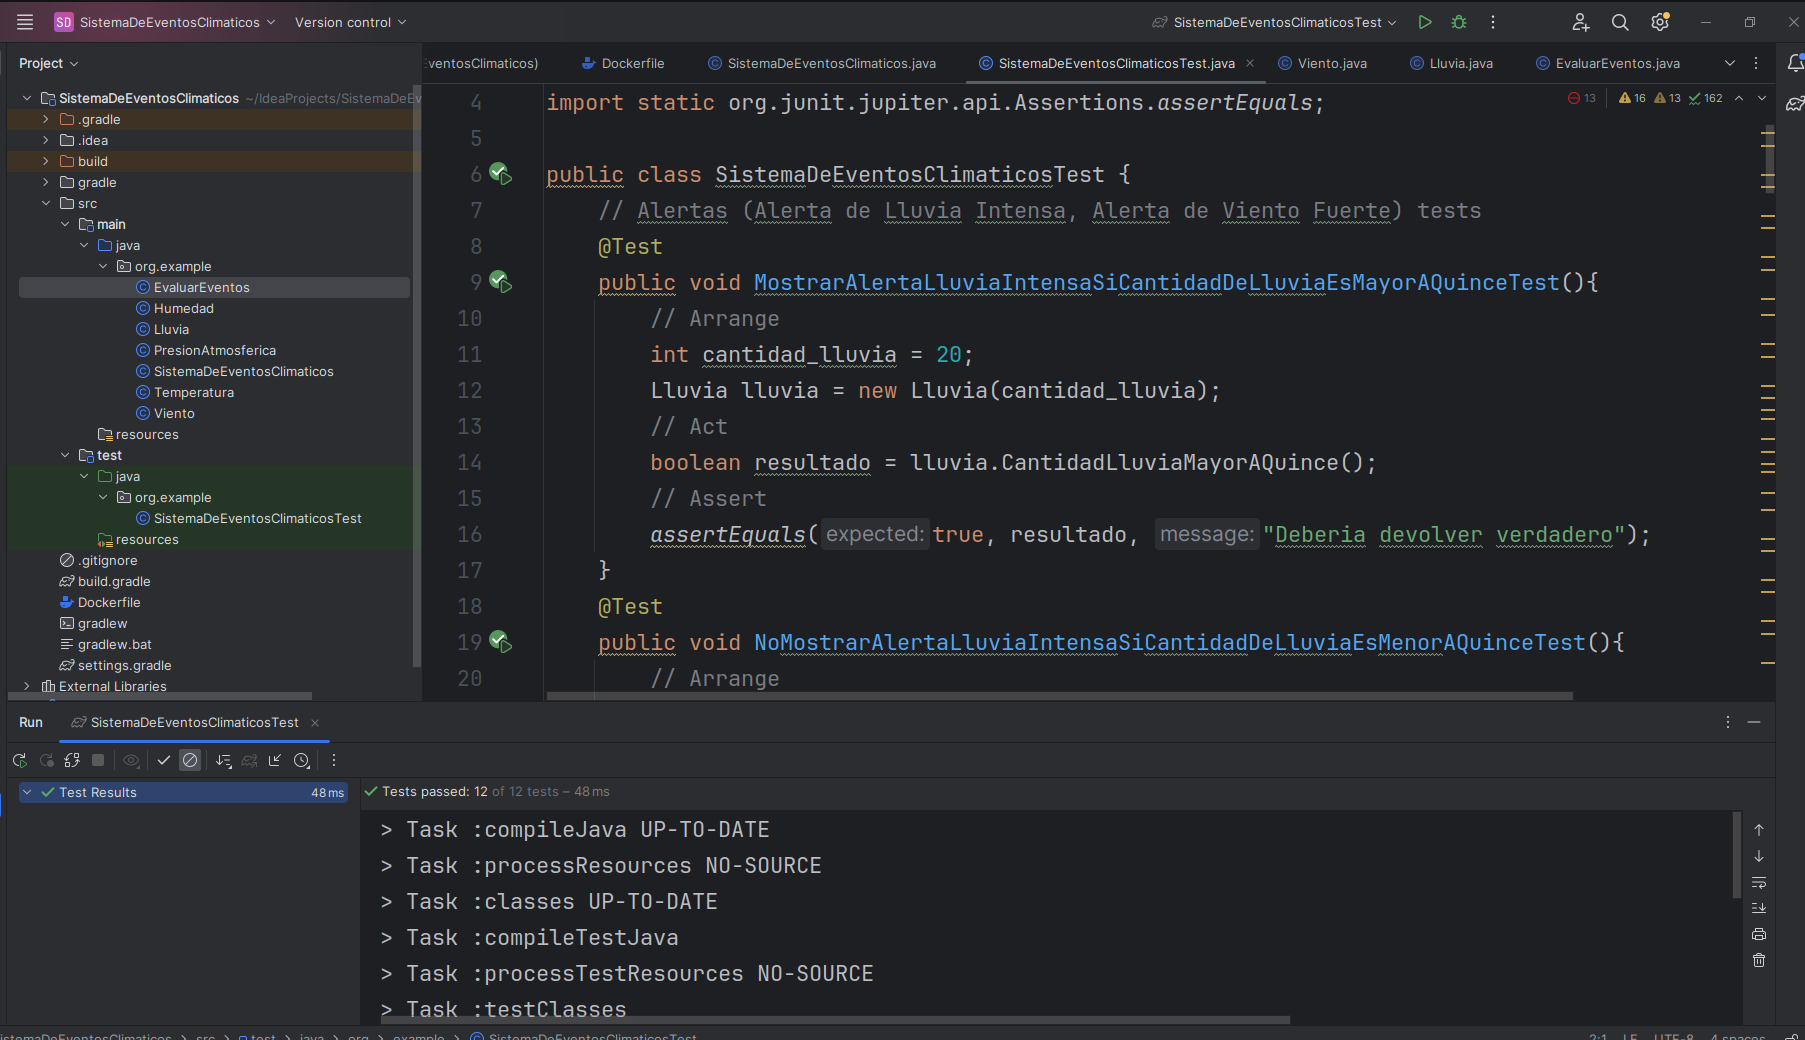 SD SistemaDeEventosClimaticos Version control SistemaDeEventosClimaticosTest
Project
ventosClimaticos) Dockerfile SistemaDeEventosClimaticos.java SistemaDeEventosClimaticosTest.java Viento.java Lluvia.java EvaluarEventos.java
SistemaDeEventosClimaticos ~/IdeaProjects/SistemaDeEv
.gradle
.idea
build
gradle
src
main
java
org.example
EvaluarEventos
Humedad
Lluvia
PresionAtmosferica
SistemaDeEventosClimaticos
Temperatura
Viento
resources
test
java
org.example
SistemaDeEventosClimaticosTest
resources
.gitignore
build.gradle
Dockerfile
gradlew
gradlew.bat
settings.gradle
External Libraries
13 16 13 162
4 import static org.junit.jupiter.api.Assertions.assertEquals;
5
6 public class SistemaDeEventosClimaticosTest {
7 // Alertas (Alerta de Lluvia Intensa, Alerta de Viento Fuerte) tests
8 @Test
9 public void MostrarAlertaLluviaIntensaSiCantidadDeLluviaEsMayorAQuinceTest(){
10 // Arrange
11 int cantidad_lluvia = 20;
12 Lluvia lluvia = new Lluvia(cantidad_lluvia);
13 // Act
14 boolean resultado = lluvia.CantidadLluviaMayorAQuince();
15 // Assert
16 assertEquals( expected: true, resultado, message: "Deberia devolver verdadero");
17 }
18 @Test
19 public void NoMostrarAlertaLluviaIntensaSiCantidadDeLluviaEsMenorAQuinceTest(){
20 // Arrange
Run SistemaDeEventosClimaticosTest
Test Results 48 ms
Tests passed: 12 of 12 tests – 48 ms
> Task :compileJava UP-TO-DATE
> Task :processResources NO-SOURCE
> Task :classes UP-TO-DATE
> Task :compileTestJava
> Task :processTestResources NO-SOURCE
> Task :testClasses
istemaDeEventosClimaticos > src > test > java > org > example > SistemaDeEventosClimaticosTest 2:1 LF UTF-8 4 spaces